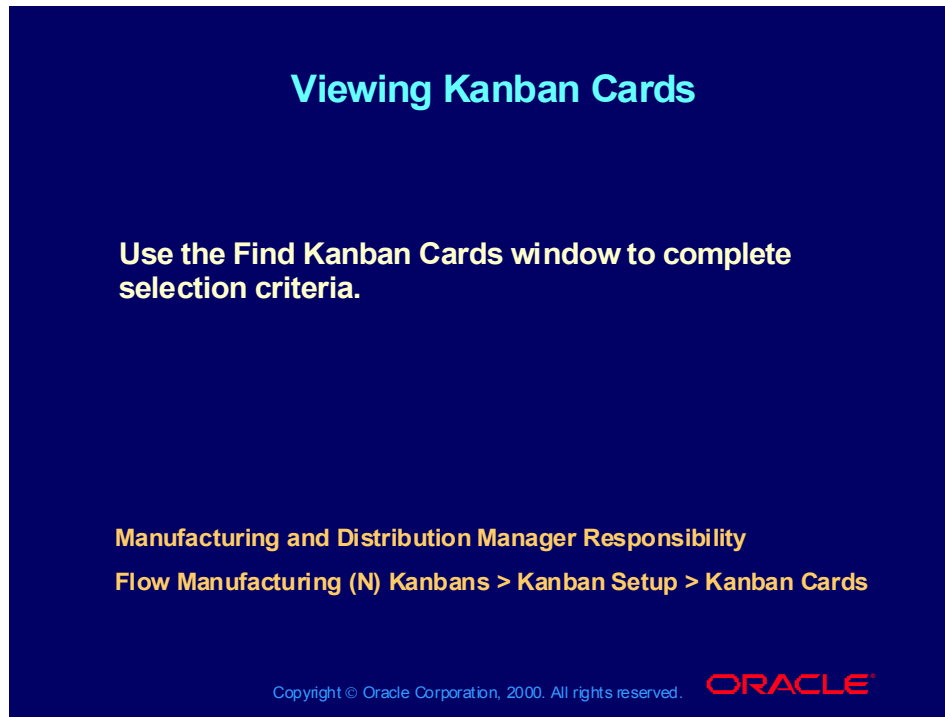 Viewing Kanban Cards
Use the Find Kanban Cards window to complete
selection criteria.
Manufacturing and Distribution Manager Responsibility
Flow Manufacturing (N) Kanbans > Kanban Setup > Kanban Cards
Copyright © Oracle Corporation, 2000. All rights reserved.
ORACLE®